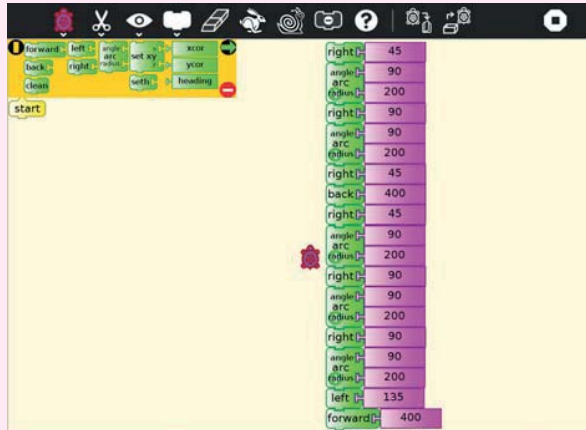 forward left angle arc radius set xy x y xcor ycor
back right
clean seth heading
start
right 45
angle 90
arc
radius 200
right 90
angle 90
arc
radius 200
right 45
back 400
right 45
angle 90
arc
radius 200
right 90
angle 90
arc
radius 200
right 90
angle 90
arc
radius 200
left 135
forward 400